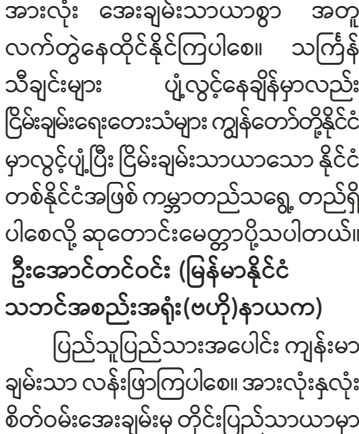 အားလုံး အေးချမ်းသာယာစွာ အတူ
လက်တွဲနေထိုင်နိုင်ကြပါစေ။ သင်္ကြန်
သီချင်းများ ပျံ့လွင့်နေချိန်မှာလည်း
ငြိမ်းချမ်းရေးတေးသံများ ကျွန်တော်တို့နိုင်ငံ
မှာလွင့်ပျံ့ပြီး ငြိမ်းချမ်းသာယာသော နိုင်ငံ
တစ်နိုင်ငံအဖြစ် ကမ္ဘာတည်သရွေ့ တည်ရှိ
ပါစေလို့ ဆုတောင်းမေတ္တာပို့သပါတယ်။
ဦးအောင်တင်ဝင်း (မြန်မာနိုင်ငံ
သဘင်အစည်းအရုံး(ဗဟို)နာယက)
ပြည်သူပြည်သားအပေါင်း ကျန်းမာ
ချမ်းသာ လန်းဖြာကြပါစေ။ အားလုံးနှလုံး
စိတ်ဝမ်းအေးချမ်းမှ တိုင်းပြည်သာယာမှာ